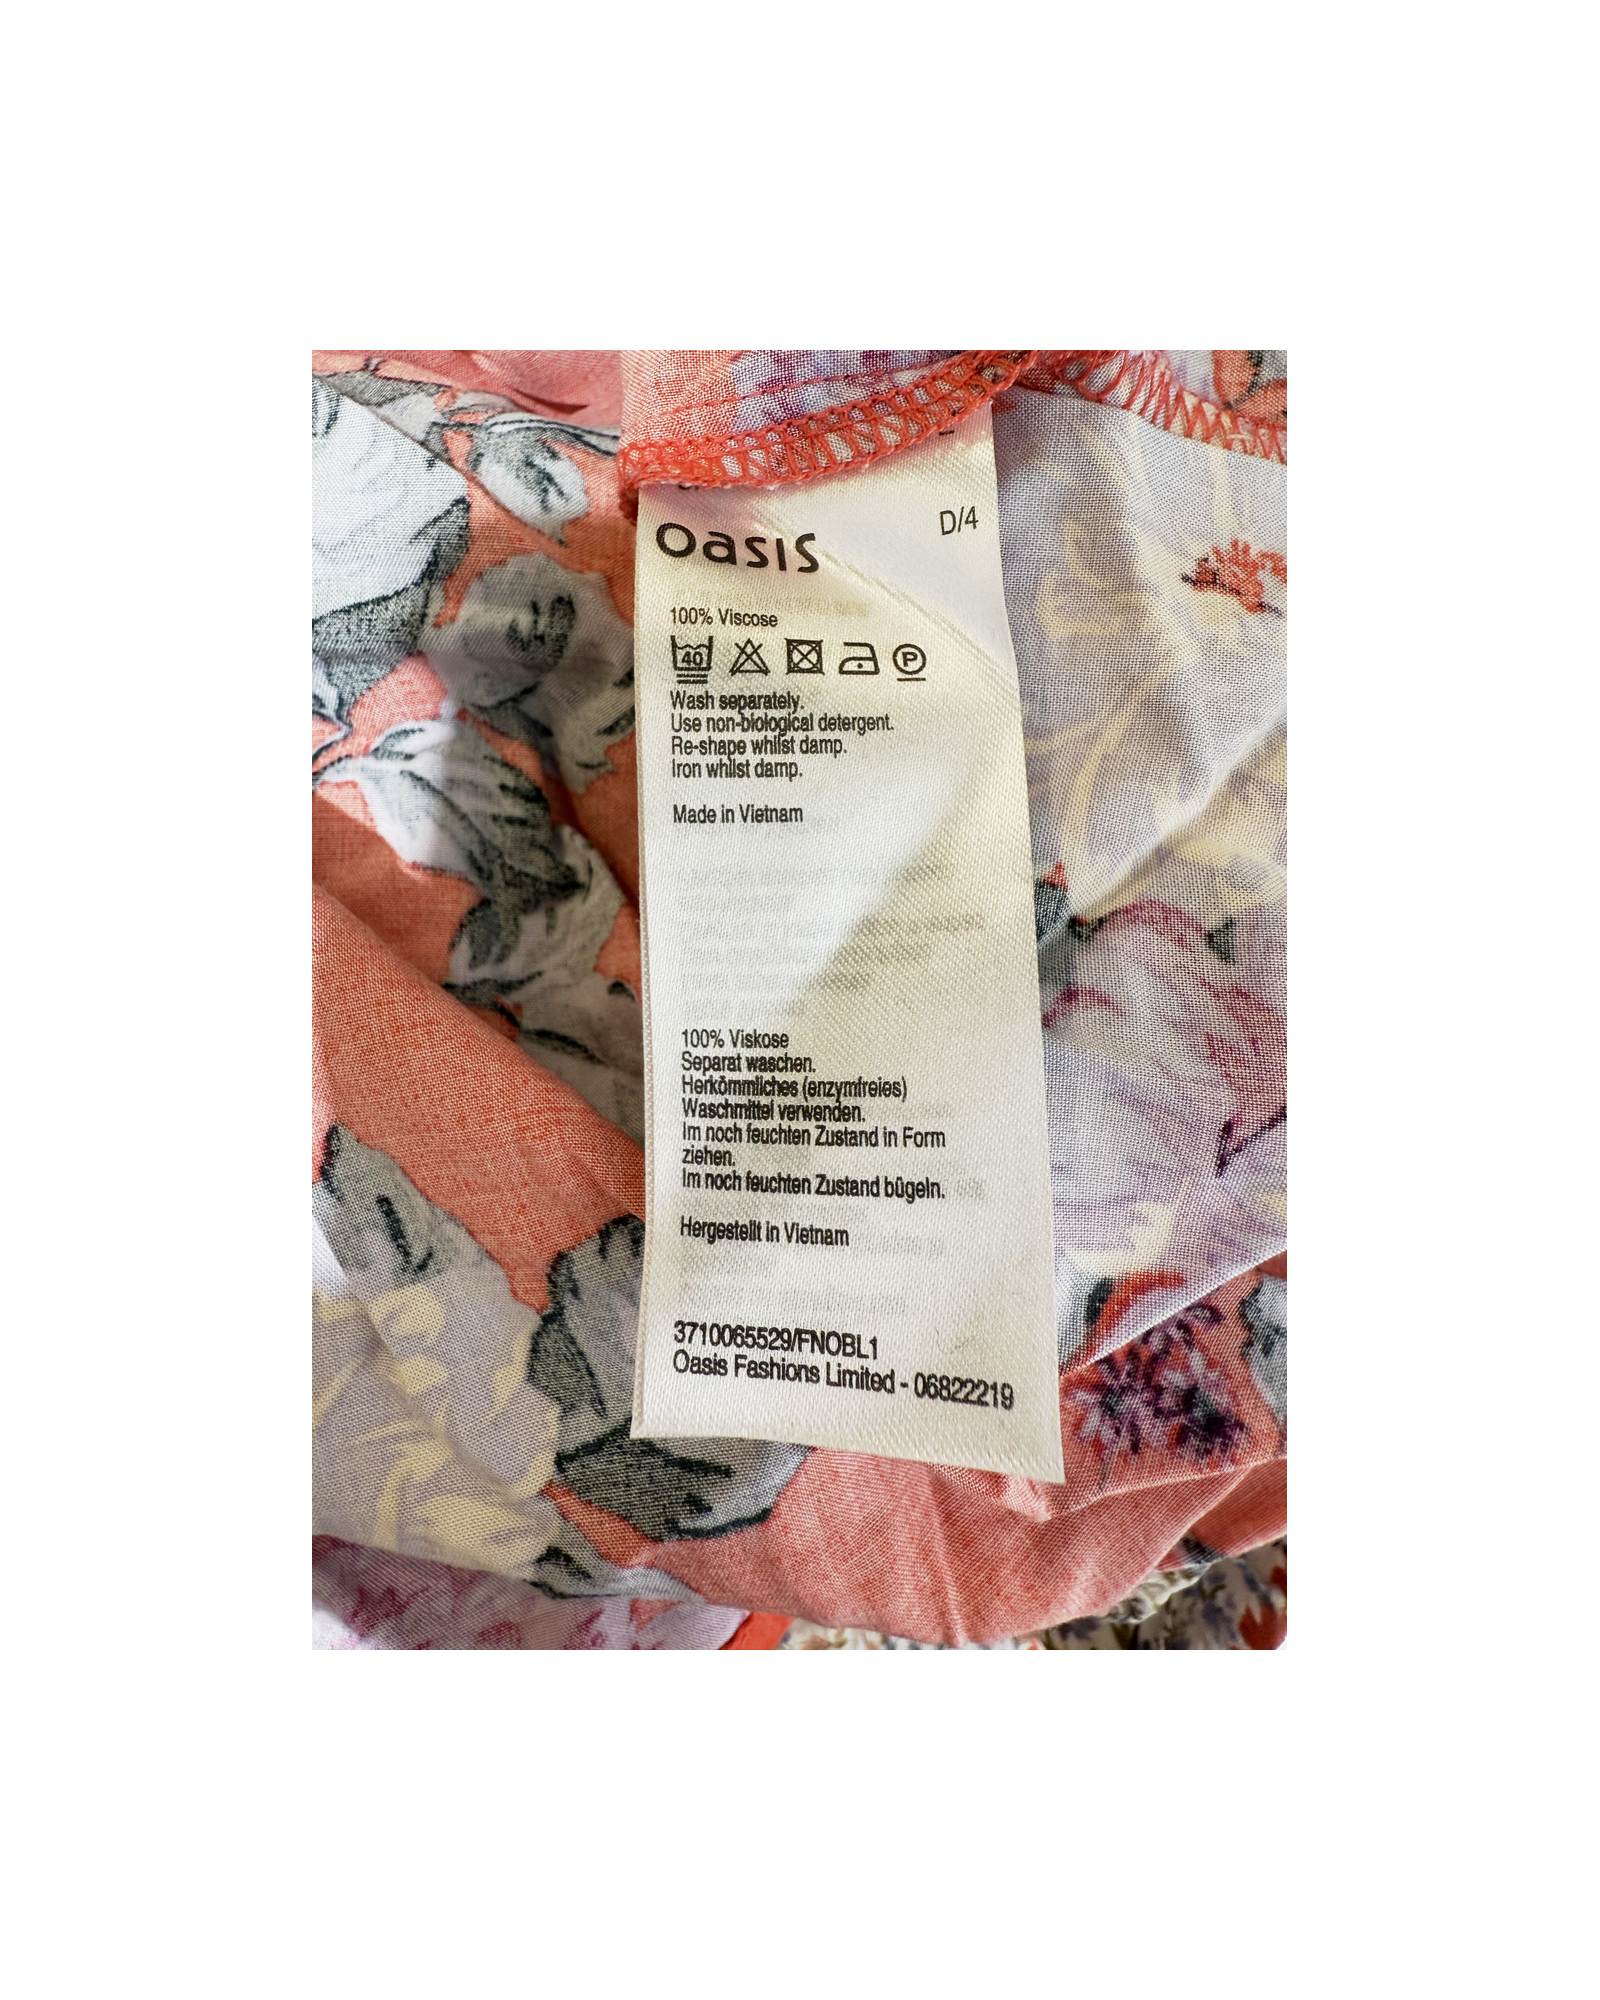 oasis
D/4
100% Viscose
40
P
Wash separately.
Use non-biological detergent.
Re-shape whilst damp.
Iron whilst damp.
Made in Vietnam
100% Viskose
Separat waschen.
Herkömmliches (enzymfreies)
Waschmittel verwenden.
Im noch feuchten Zustand in Form
ziehen.
Im noch feuchten Zustand bügeln.
Hergestellt in Vietnam
3710065529/FNOBL1
Oasis Fashions Limited - 06822219